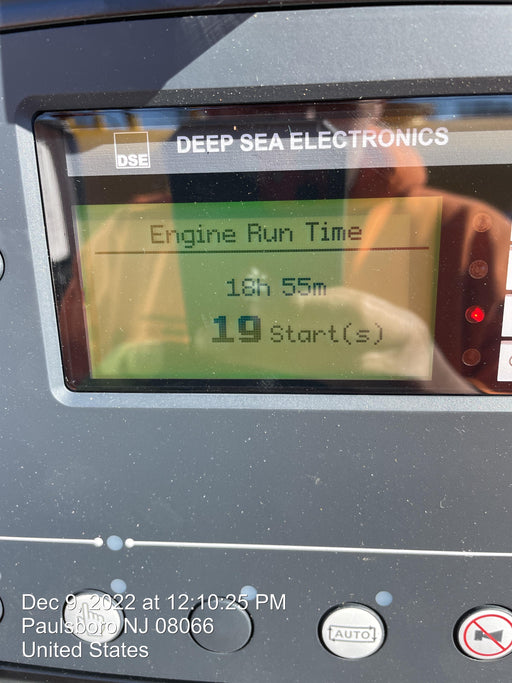 DSE
DEEP SEA ELECTRONICS
Engine Run Time
18h 55m
19 Start(s)
AUTO
Dec 9, 2022 at 12:10:25 PM
Paulsboro NJ 08066
United States